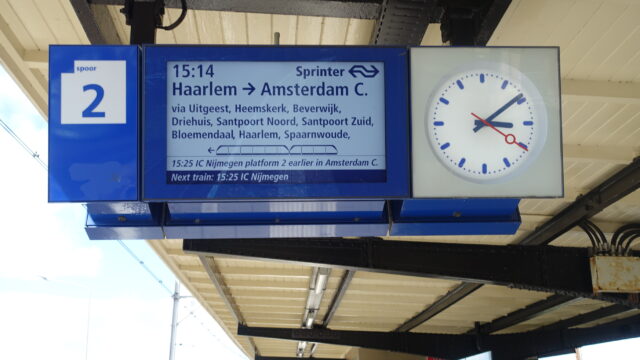 spoor
2
15:14 Sprinter
Haarlem → Amsterdam C.
via Uitgeest, Heemskerk, Beverwijk,
Driehuis, Santpoort Noord, Santpoort Zuid,
Bloemendaal, Haarlem, Spaarnwoude,
15:25 IC Nijmegen platform 2 earlier in Amsterdam C.
Next train: 15:25 IC Nijmegen